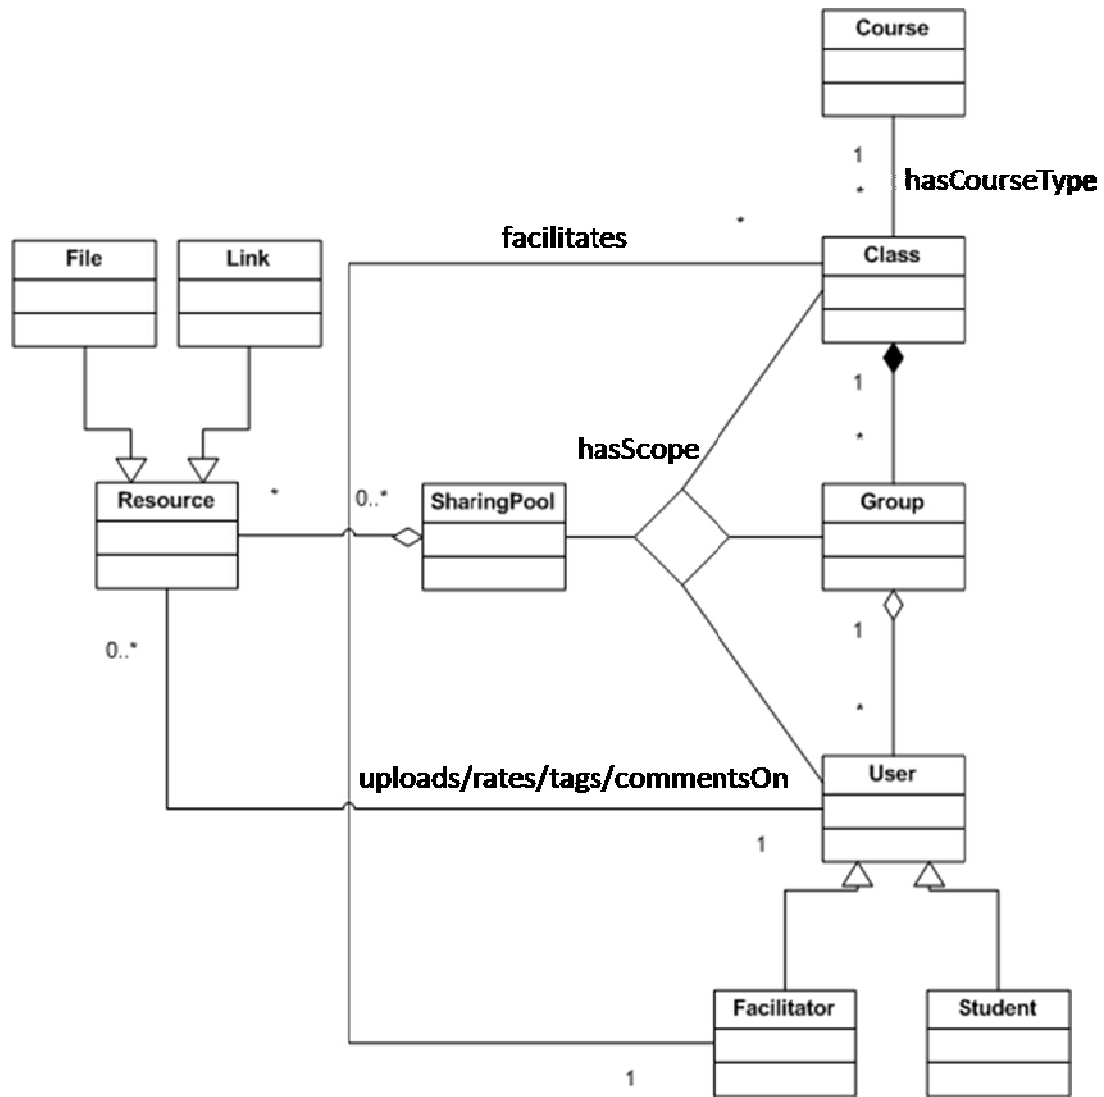 Course
1
*
hasCourseType
*
facilitates
File
Link
Class
1
*
hasScope
Resource
*
0..*
SharingPool
Group
0..*
1
*
uploads/rates/tags/commentsOn
User
1
Facilitator
Student
1